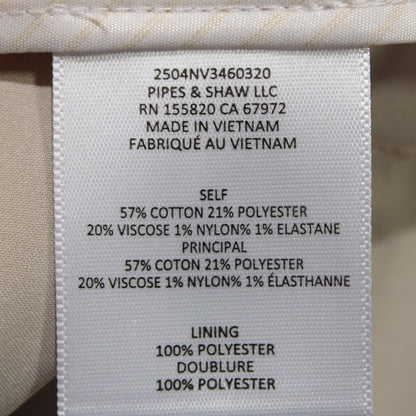 2504NV3460320
PIPES & SHAW LLC
RN 155820 CA 67972
MADE IN VIETNAM
FABRIQUÉ AU VIETNAM
SELF
57% COTTON 21% POLYESTER
20% VISCOSE 1% NYLON% 1% ELASTANE
PRINCIPAL
57% COTON 21% POLYESTER
20% VISCOSE 1% NYLON% 1% ÉLASTHANNE
LINING
100% POLYESTER
DOUBLURE
100% POLYESTER